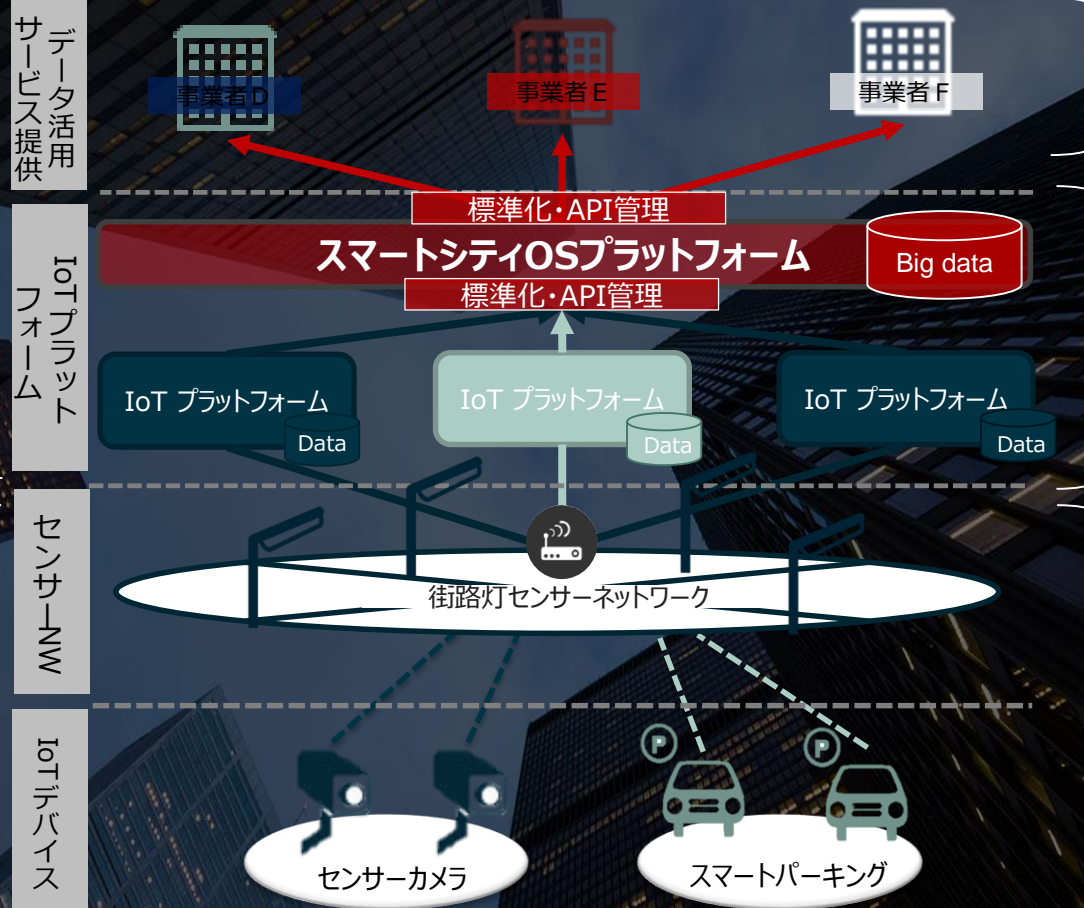 データ活用
サービス提供
事業者D
事業者E
事業者F
標準化・API管理
スマートシティOSプラットフォーム
Big data
標準化・API管理
IoTプラット
フォーム
IoT プラットフォーム
Data
IoT プラットフォーム
Data
IoT プラットフォーム
Data
センサーNW
街路灯センサーネットワーク
IoTデバイス
P
P
センサーカメラ
スマートパーキング